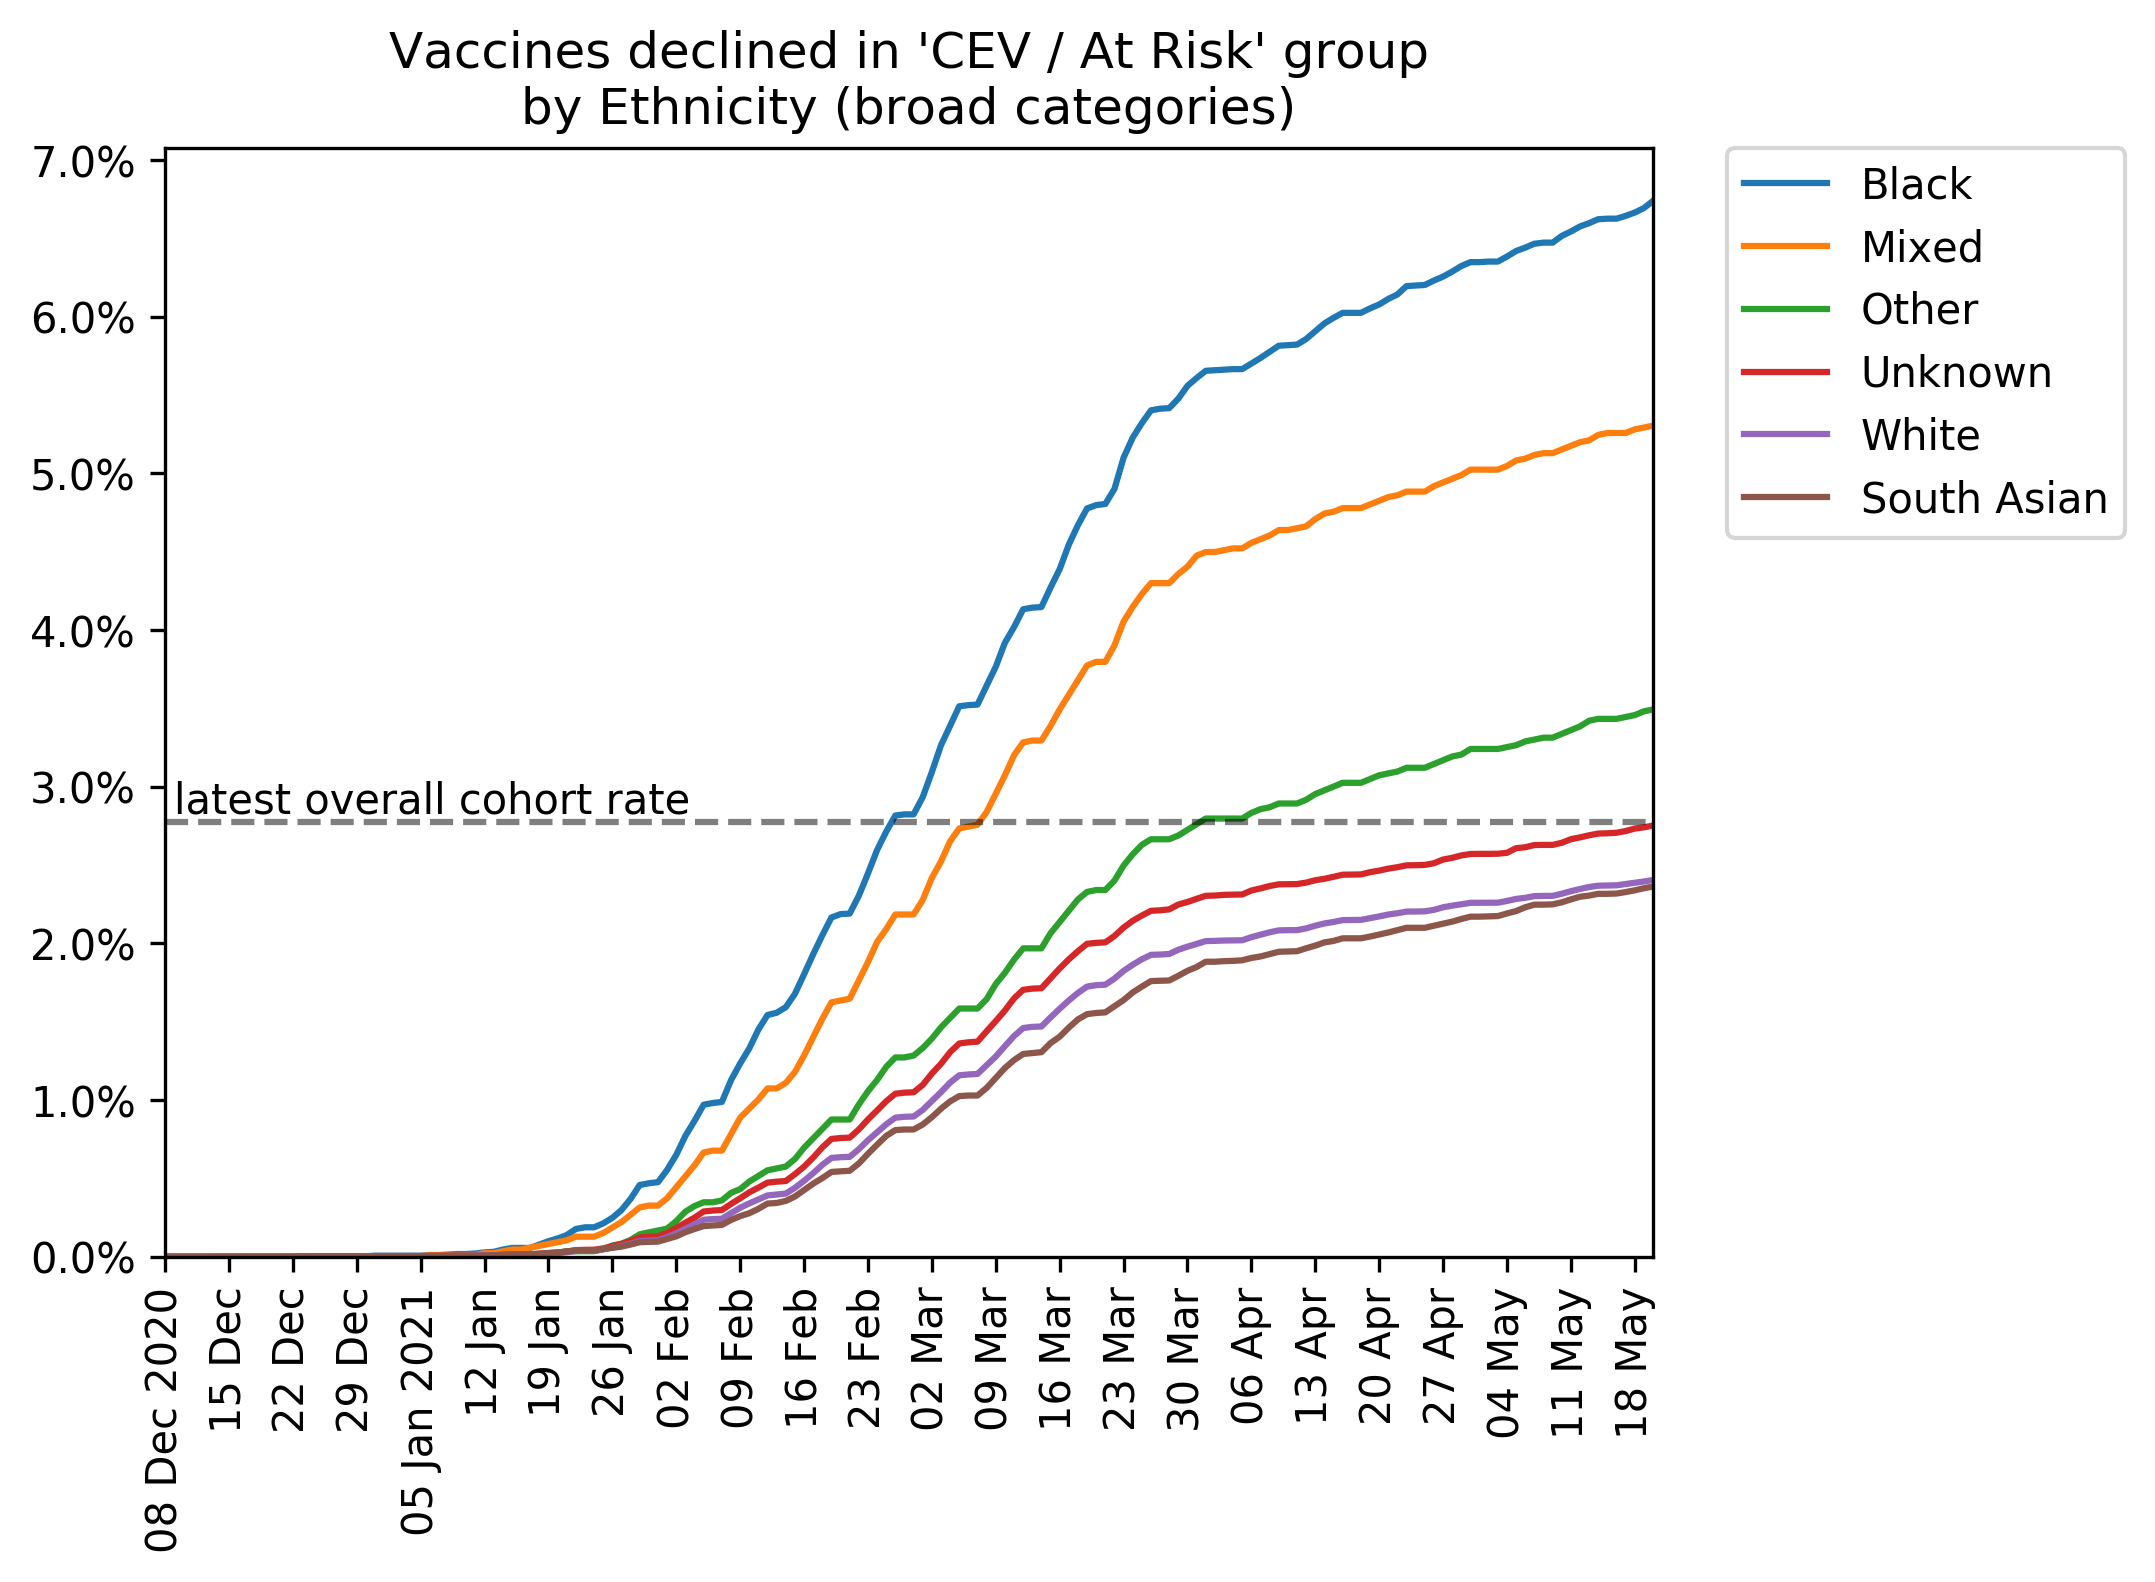 Vaccines declined in 'CEV / At Risk' group
by Ethnicity (broad categories)
7.0%
6.0%
5.0%
4.0%
3.0%
2.0%
1.0%
0.0%
latest overall cohort rate
08 Dec 2020
15 Dec
22 Dec
29 Dec
05 Jan 2021
12 Jan
19 Jan
26 Jan
02 Feb
09 Feb
16 Feb
23 Feb
02 Mar
09 Mar
16 Mar
23 Mar
30 Mar
06 Apr
13 Apr
20 Apr
27 Apr
04 May
11 May
18 May
Black
Mixed
Other
Unknown
White
South Asian